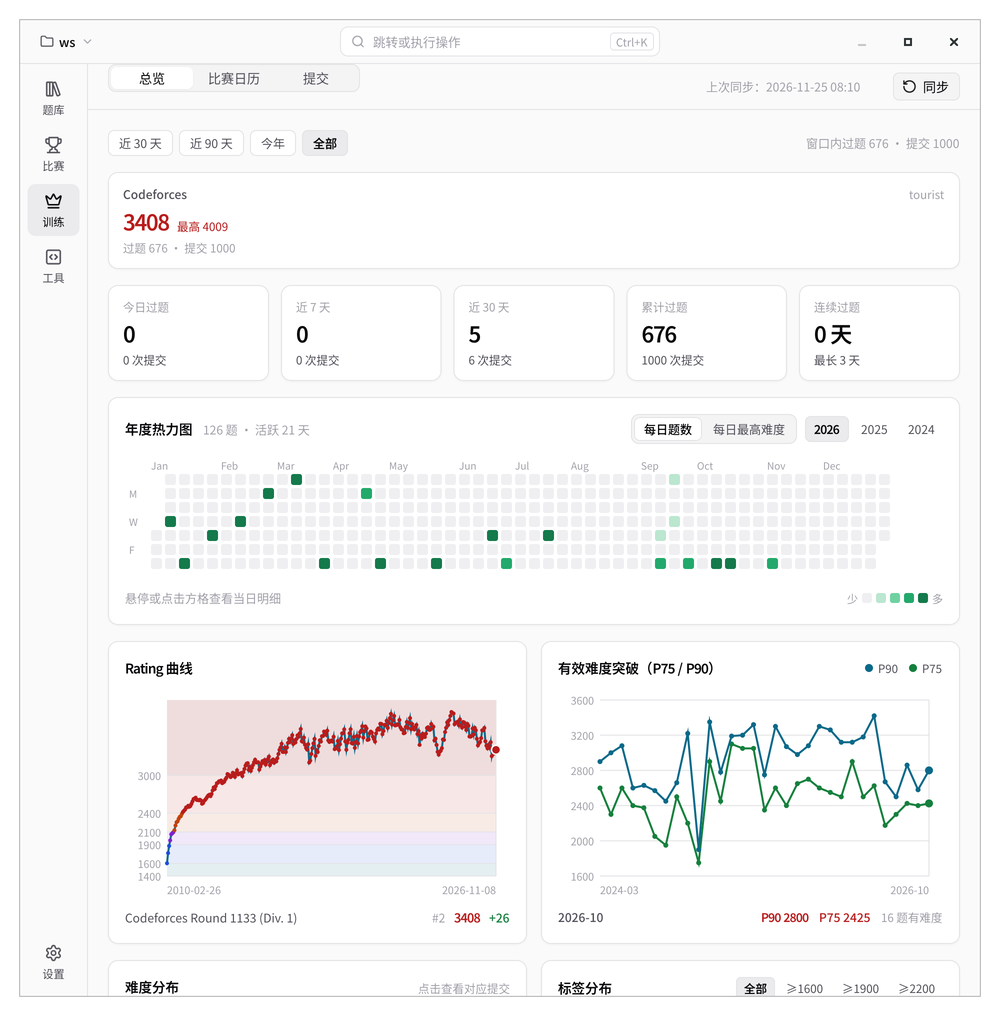 ws
跳转或执行操作 Ctrl+K
题库
比赛
训练
工具
设置
总览 比赛日历 提交
上次同步：2026-11-25 08:10 同步
近 30 天 近 90 天 今年 全部
窗口内过题 676 • 提交 1000
Codeforces tourist
3408 最高 4009
过题 676 • 提交 1000
今日过题
0
0 次提交
近 7 天
0
0 次提交
近 30 天
5
6 次提交
累计过题
676
1000 次提交
连续过题
0 天
最长 3 天
年度热力图 126 题 • 活跃 21 天
每日题数 每日最高难度 2026 2025 2024
Jan Feb Mar Apr May Jun Jul Aug Sep Oct Nov Dec
M
W
F
悬停或点击方格查看当日明细
少 多
Rating 曲线
3000
2400
2100
1900
1600
1400
2010-02-26 2026-11-08
Codeforces Round 1133 (Div. 1) #2 3408 +26
有效难度突破（P75 / P90） P90 P75
3600
3200
2800
2400
2000
1600
2024-03 2026-10
2026-10 P90 2800 P75 2425 16 题有难度
难度分布 点击查看对应提交
标签分布 全部 ≥1600 ≥1900 ≥2200